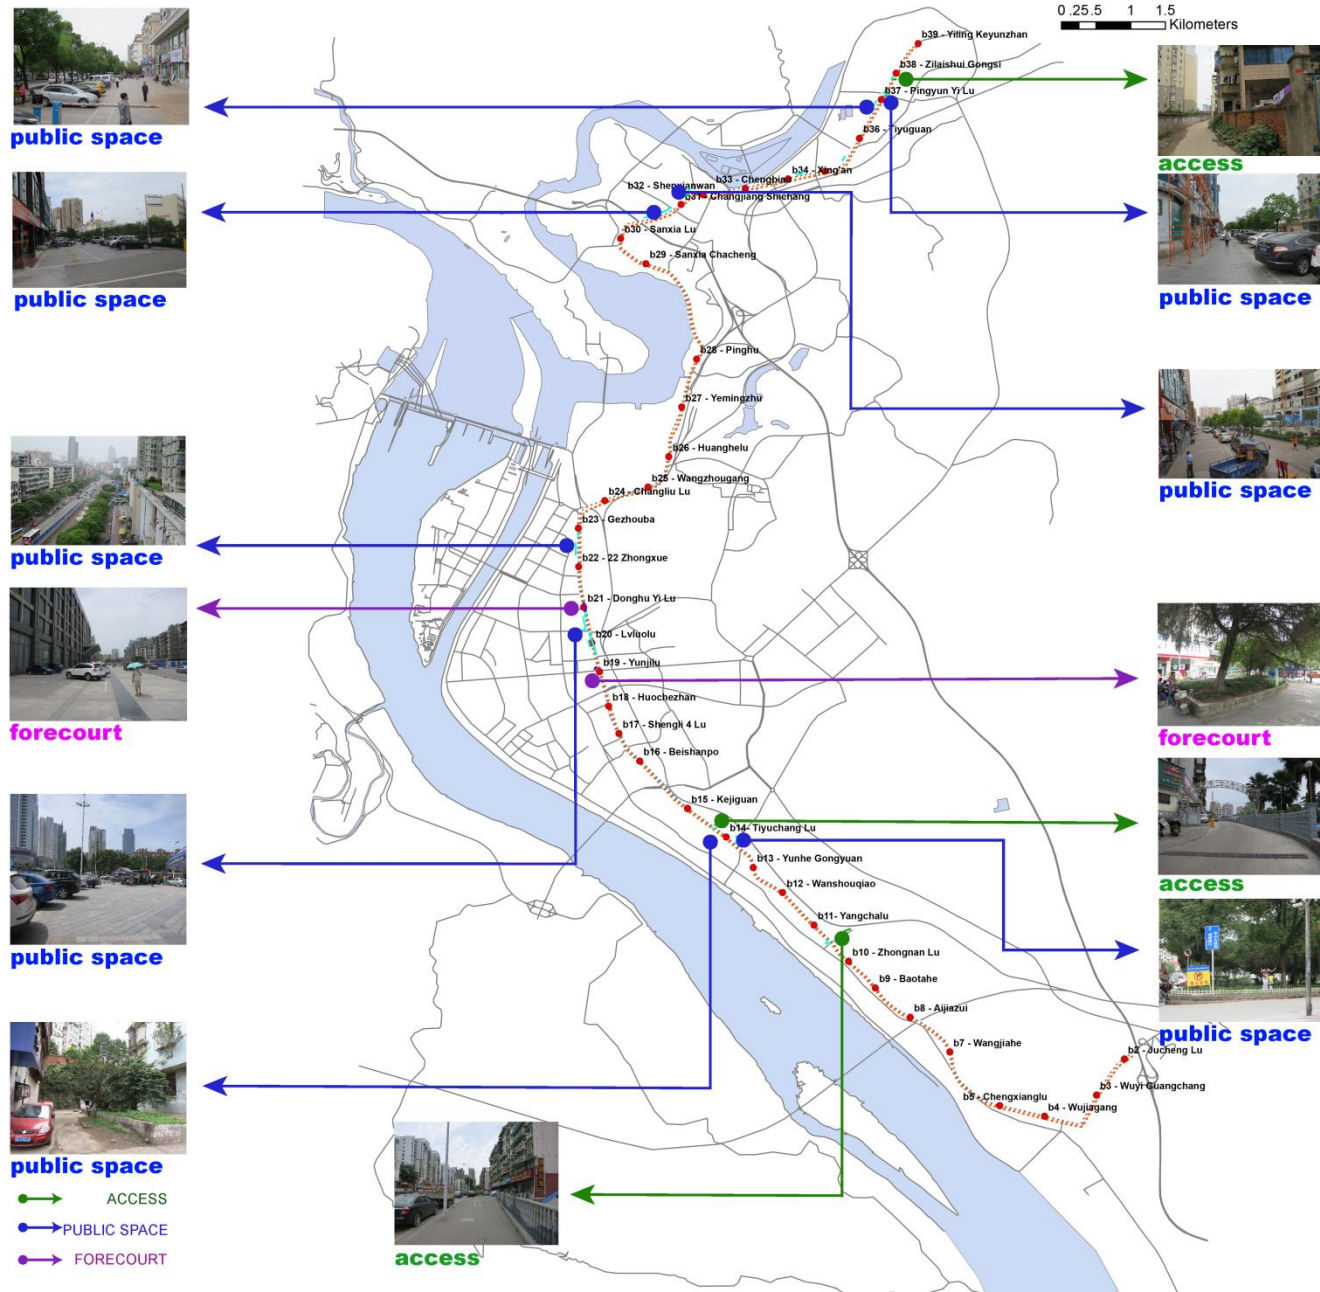 0 .25.5 1 1.5
Kilometers
b39 - Yiling Keyunzhan
b38 - Zilaishui Gongsi
b37 - Pingyun Yi Lu
b36 - Tiyuguan
b34 - Xing'an
b33 - Chengbiao
b32 - Shenxianwan
b31 - Changjiang Shichang
b30 - Sanxia Lu
b29 - Sanxia Chacheng
b28 - Pinghu
b27 - Yemingzhu
b26 - Huanghelu
b25 - Wangzhougang
b24 - Changliu Lu
b23 - Gezhouba
b22 - 22 Zhongxue
b21 - Donghu Yi Lu
b20 - Lvluolu
b19 - Yunjilu
b18 - Huochezhan
b17 - Shengli 4 Lu
b16 - Beishanpo
b15 - Kejiguan
b14- Tiyuchang Lu
b13 - Yunhe Gongyuan
b12 - Wanshouqiao
b11- Yangchalu
b10 - Zhongnan Lu
b9 - Baotahe
b8 - Aijiazui
b7 - Wangjiahe
b5 - Chengxianglu
b4 - Wujiagang
b3 - Wuyi Guangchang
b2 - Jucheng Lu
public space
public space
public space
forecourt
public space
public space
access
public space
public space
forecourt
access
public space
access
ACCESS
PUBLIC SPACE
FORECOURT